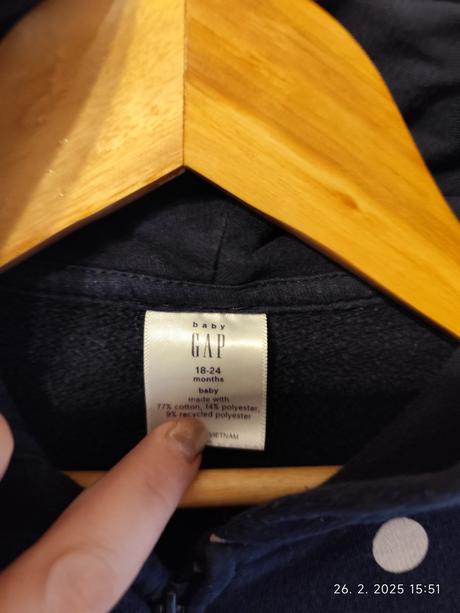 baby
GAP
18-24
months
baby
made with
77% cotton, 14% polyester,
9% recycled polyester
VIETNAM
26. 2. 2025 15:51